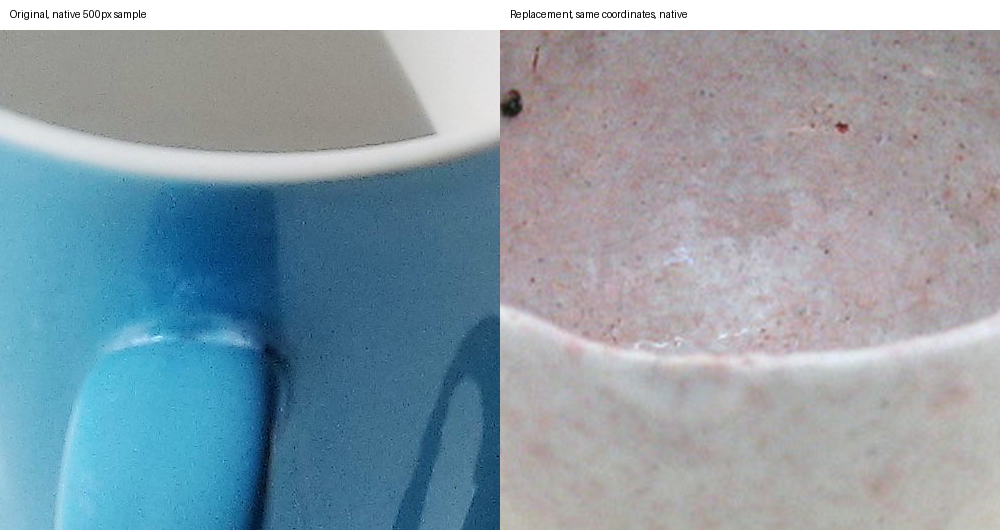 Original, native 500px sample
Replacement, same coordinates, native